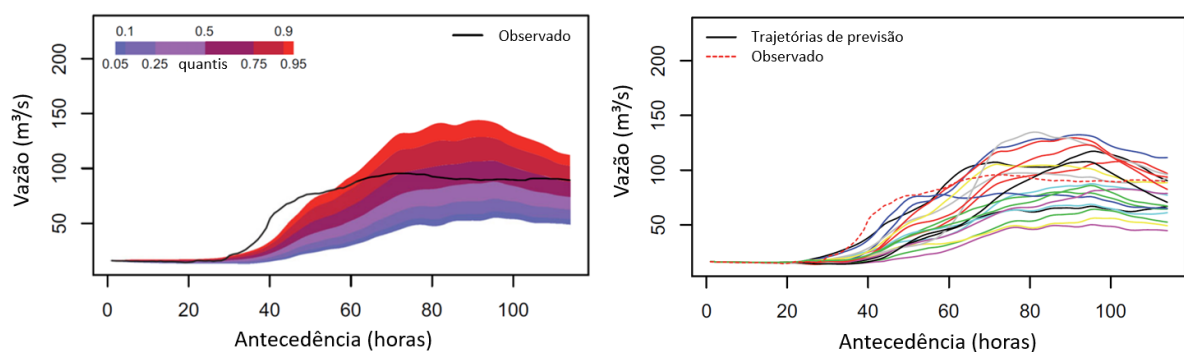 0.1 0.5 0.9
0.05 0.25 quantis 0.75 0.95
Observado
Vazão (m³/s)
200
150
100
50
0 20 40 60 80 100
Antecedência (horas)
Trajetórias de previsão
Observado
Vazão (m³/s)
200
150
100
50
0 20 40 60 80 100
Antecedência (horas)